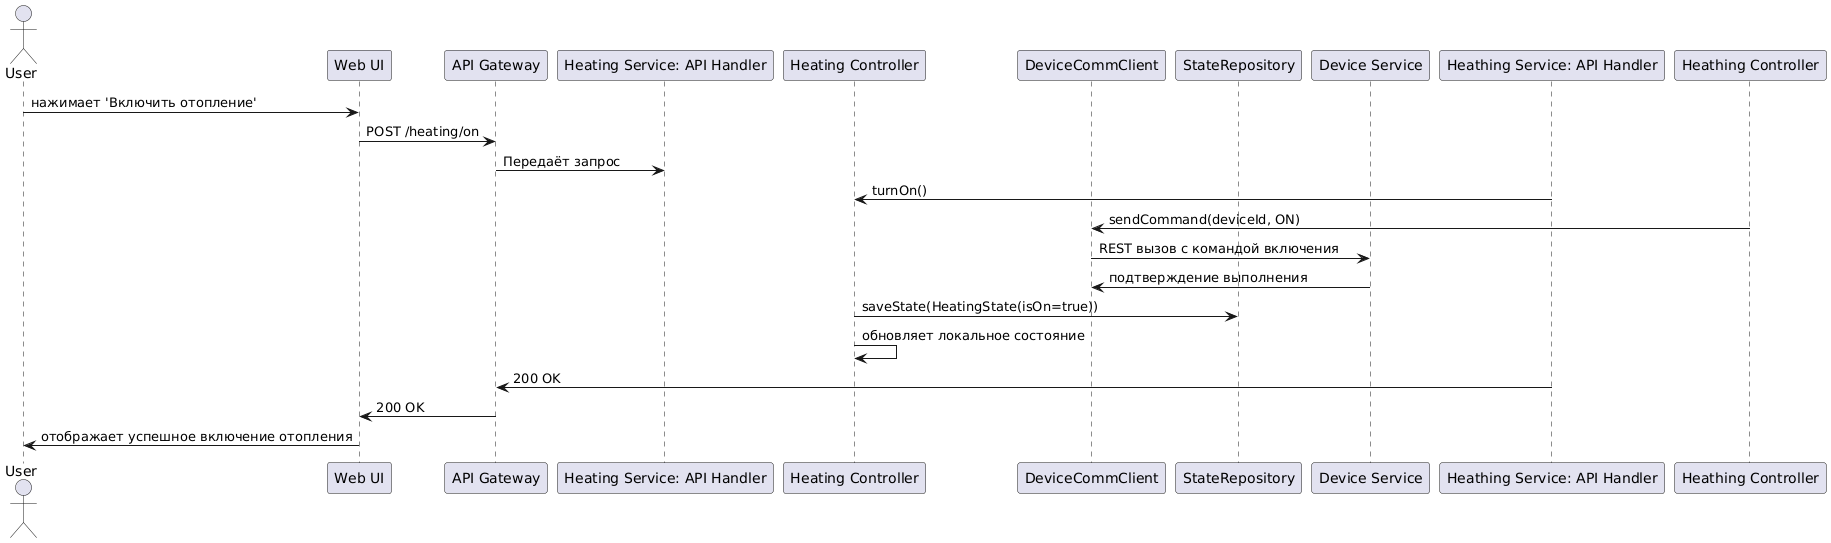 User
Web UI
API Gateway
Heating Service: API Handler
Heating Controller
DeviceCommClient
StateRepository
Device Service
Heathing Service: API Handler
Heathing Controller
нажимает 'Включить отопление'
POST /heating/on
Передаёт запрос
turnOn()
sendCommand(deviceId, ON)
REST вызов с командой включения
подтверждение выполнения
saveState(HeatingState(isOn=true))
обновляет локальное состояние
200 OK
200 OK
отображает успешное включение отопления
User
Web UI
API Gateway
Heating Service: API Handler
Heating Controller
DeviceCommClient
StateRepository
Device Service
Heathing Service: API Handler
Heathing Controller